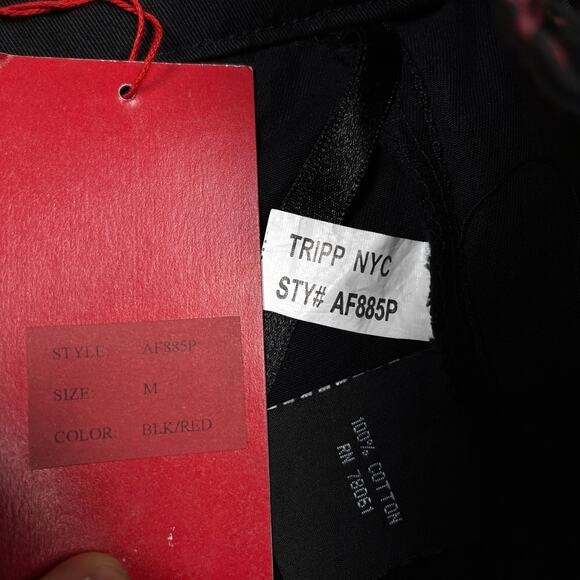 STYLE: AF885P
SIZE: M
COLOR: BLK/RED
TRIPP NYC
STY# AF885P
100% COTTON
RN 78061